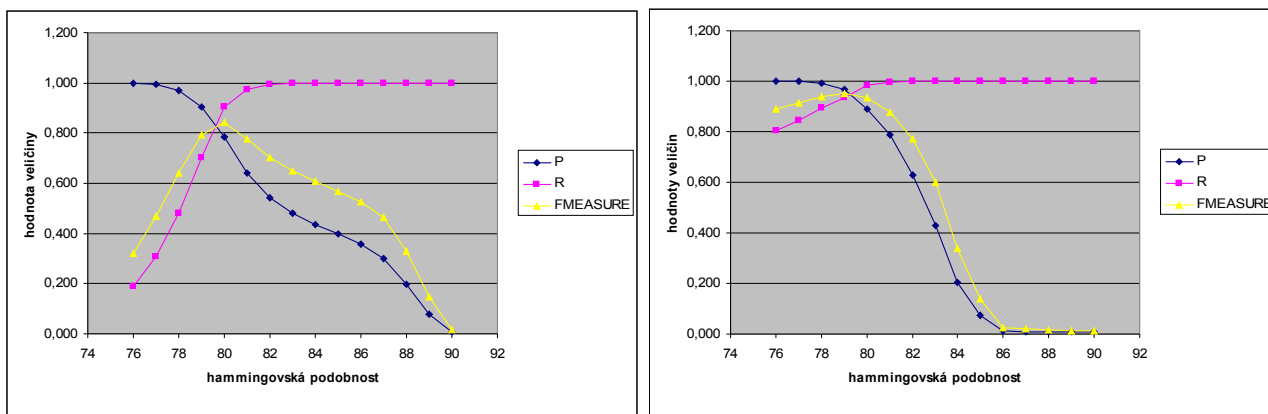 1,200
1,000
0,800
0,600
0,400
0,200
0,000
hodnota veličiny
74 76 78 80 82 84 86 88 90 92
hammingovská podobnost
P
R
FMEASURE
1,200
1,000
0,800
0,600
0,400
0,200
0,000
hodnoty veličin
74 76 78 80 82 84 86 88 90 92
hammingovská podobnost
P
R
FMEASURE